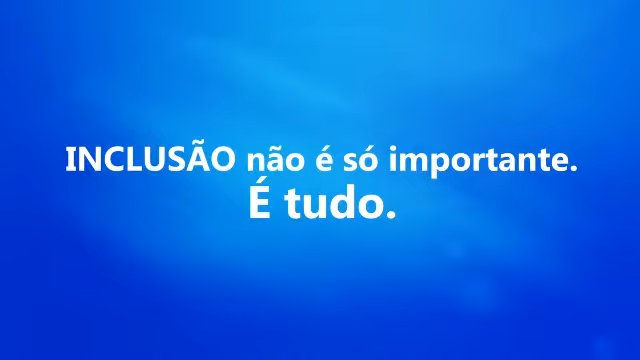 INCLUSÃO não é só importante.
É tudo.